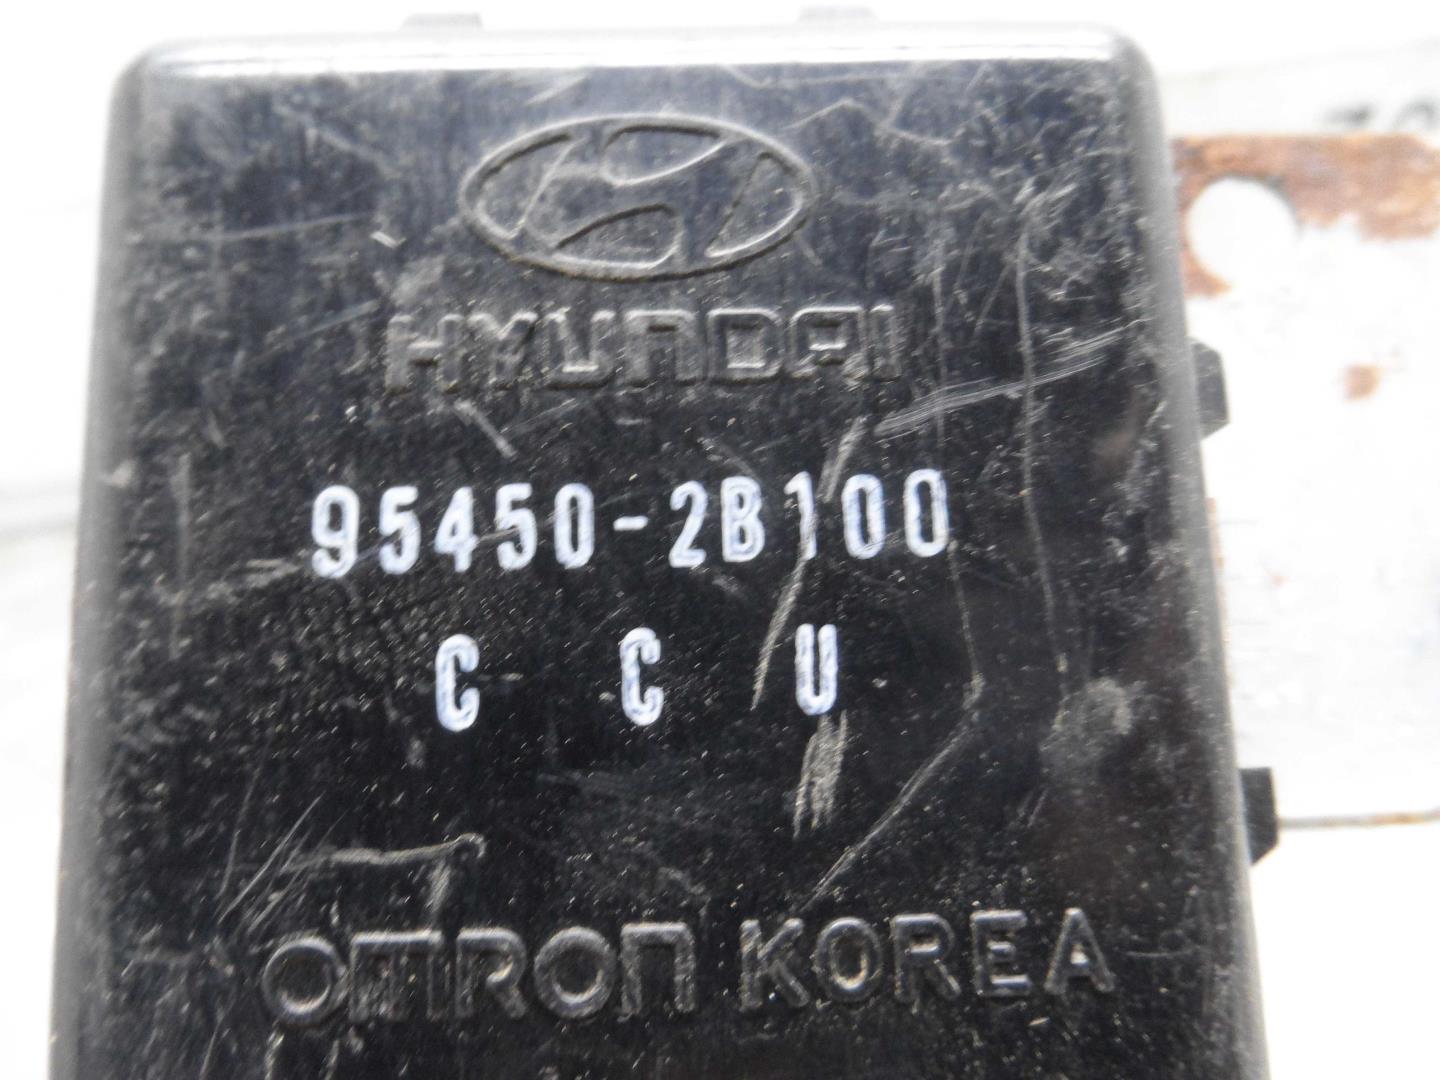 HYUNDAI
95450-2B100
C C U
OMRON KOREA